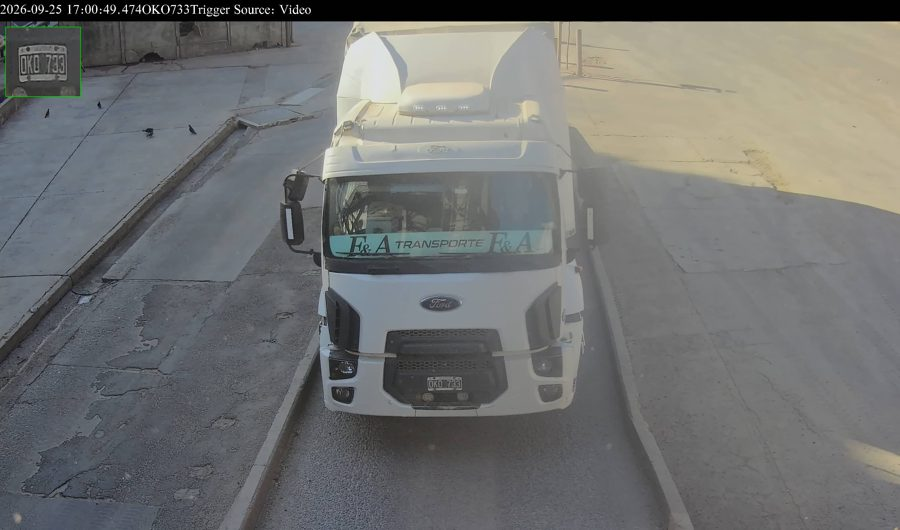 2026-09-25 17:00:49.474OKO733Trigger Source: Video
OKO 733
F&A TRANSPORTE F&A
Ford
OKO 733